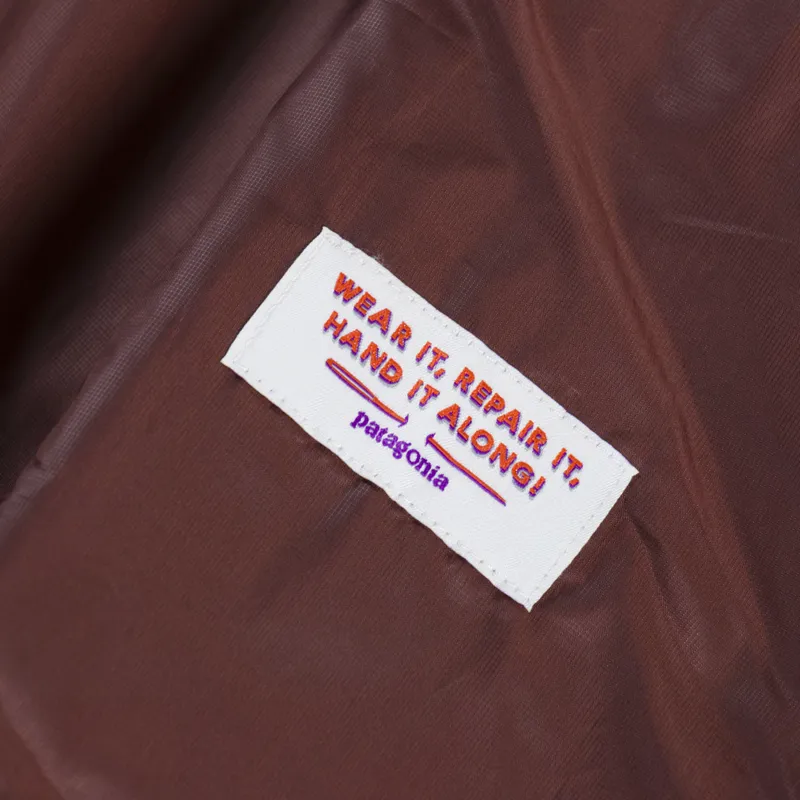 WEAR IT, REPAIR IT,
HAND IT ALONG!
patagonia